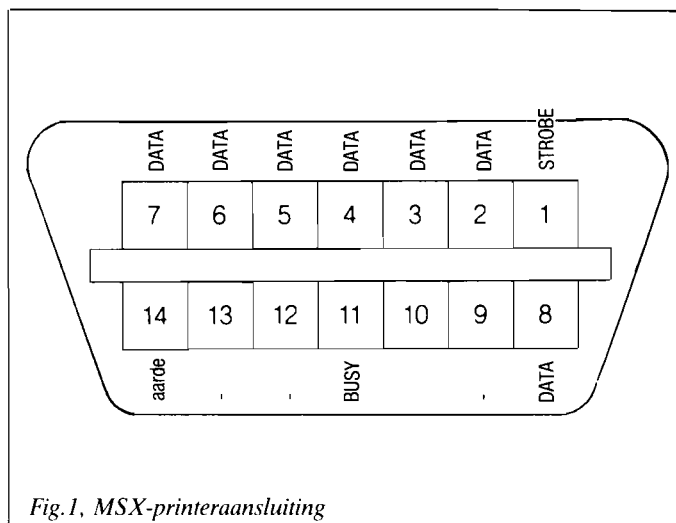 DATA DATA DATA DATA DATA DATA STROBE
7 6 5 4 3 2 1
14 13 12 11 10 9 8
aarde - - BUSY - DATA
Fig.1, MSX-printeraansluiting